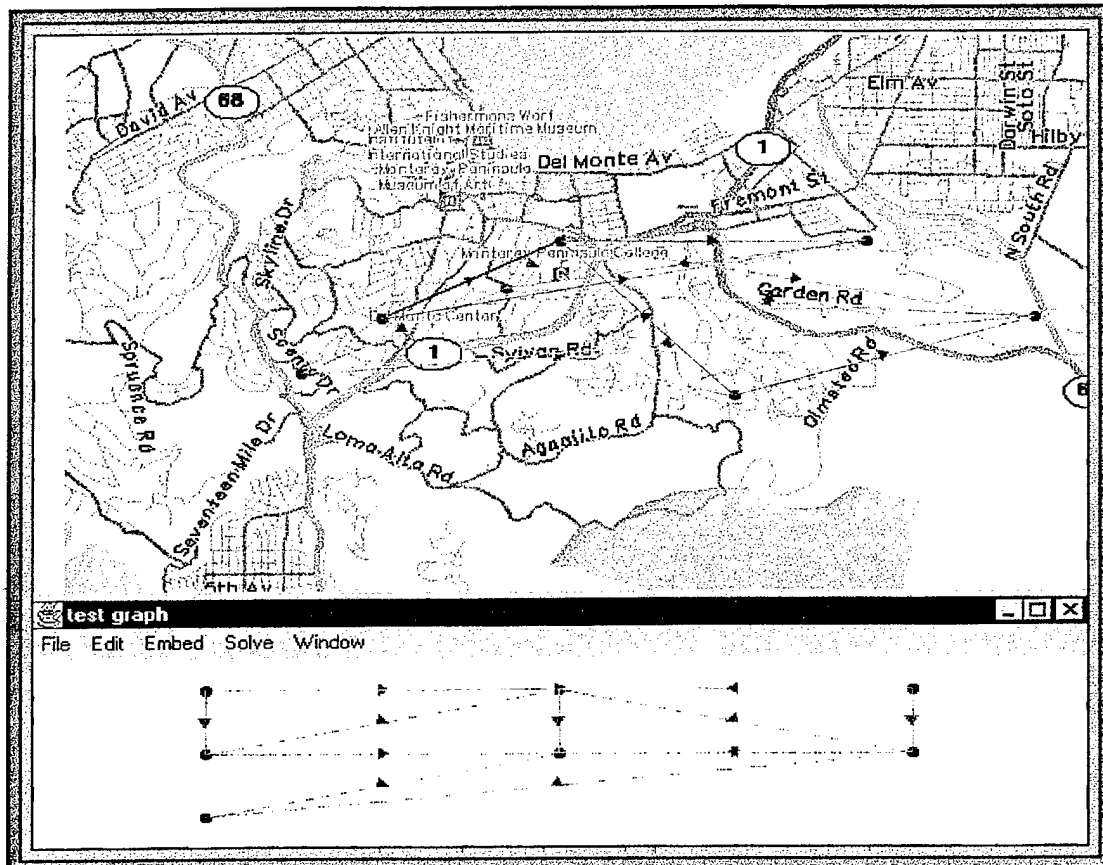 David Av
68
Fishermans Worf
Allen Knight Maritime Museum
International Studies
Monterey Peninsula
Museum of Art
Del Monte Av
1
Fremont St
Elm Av
Darwin St
Soto St
Hilby
N South Rd
Skyline Dr
Monterey Peninsula College
Garden Rd
Scenic Dr
1
Sylvan Rd
Olmsted Rd
Spruance Rd
Seventeen Mile Dr
Loma Alta Rd
Aguajito Rd
6
5th Av
test graph
File Edit Embed Solve Window